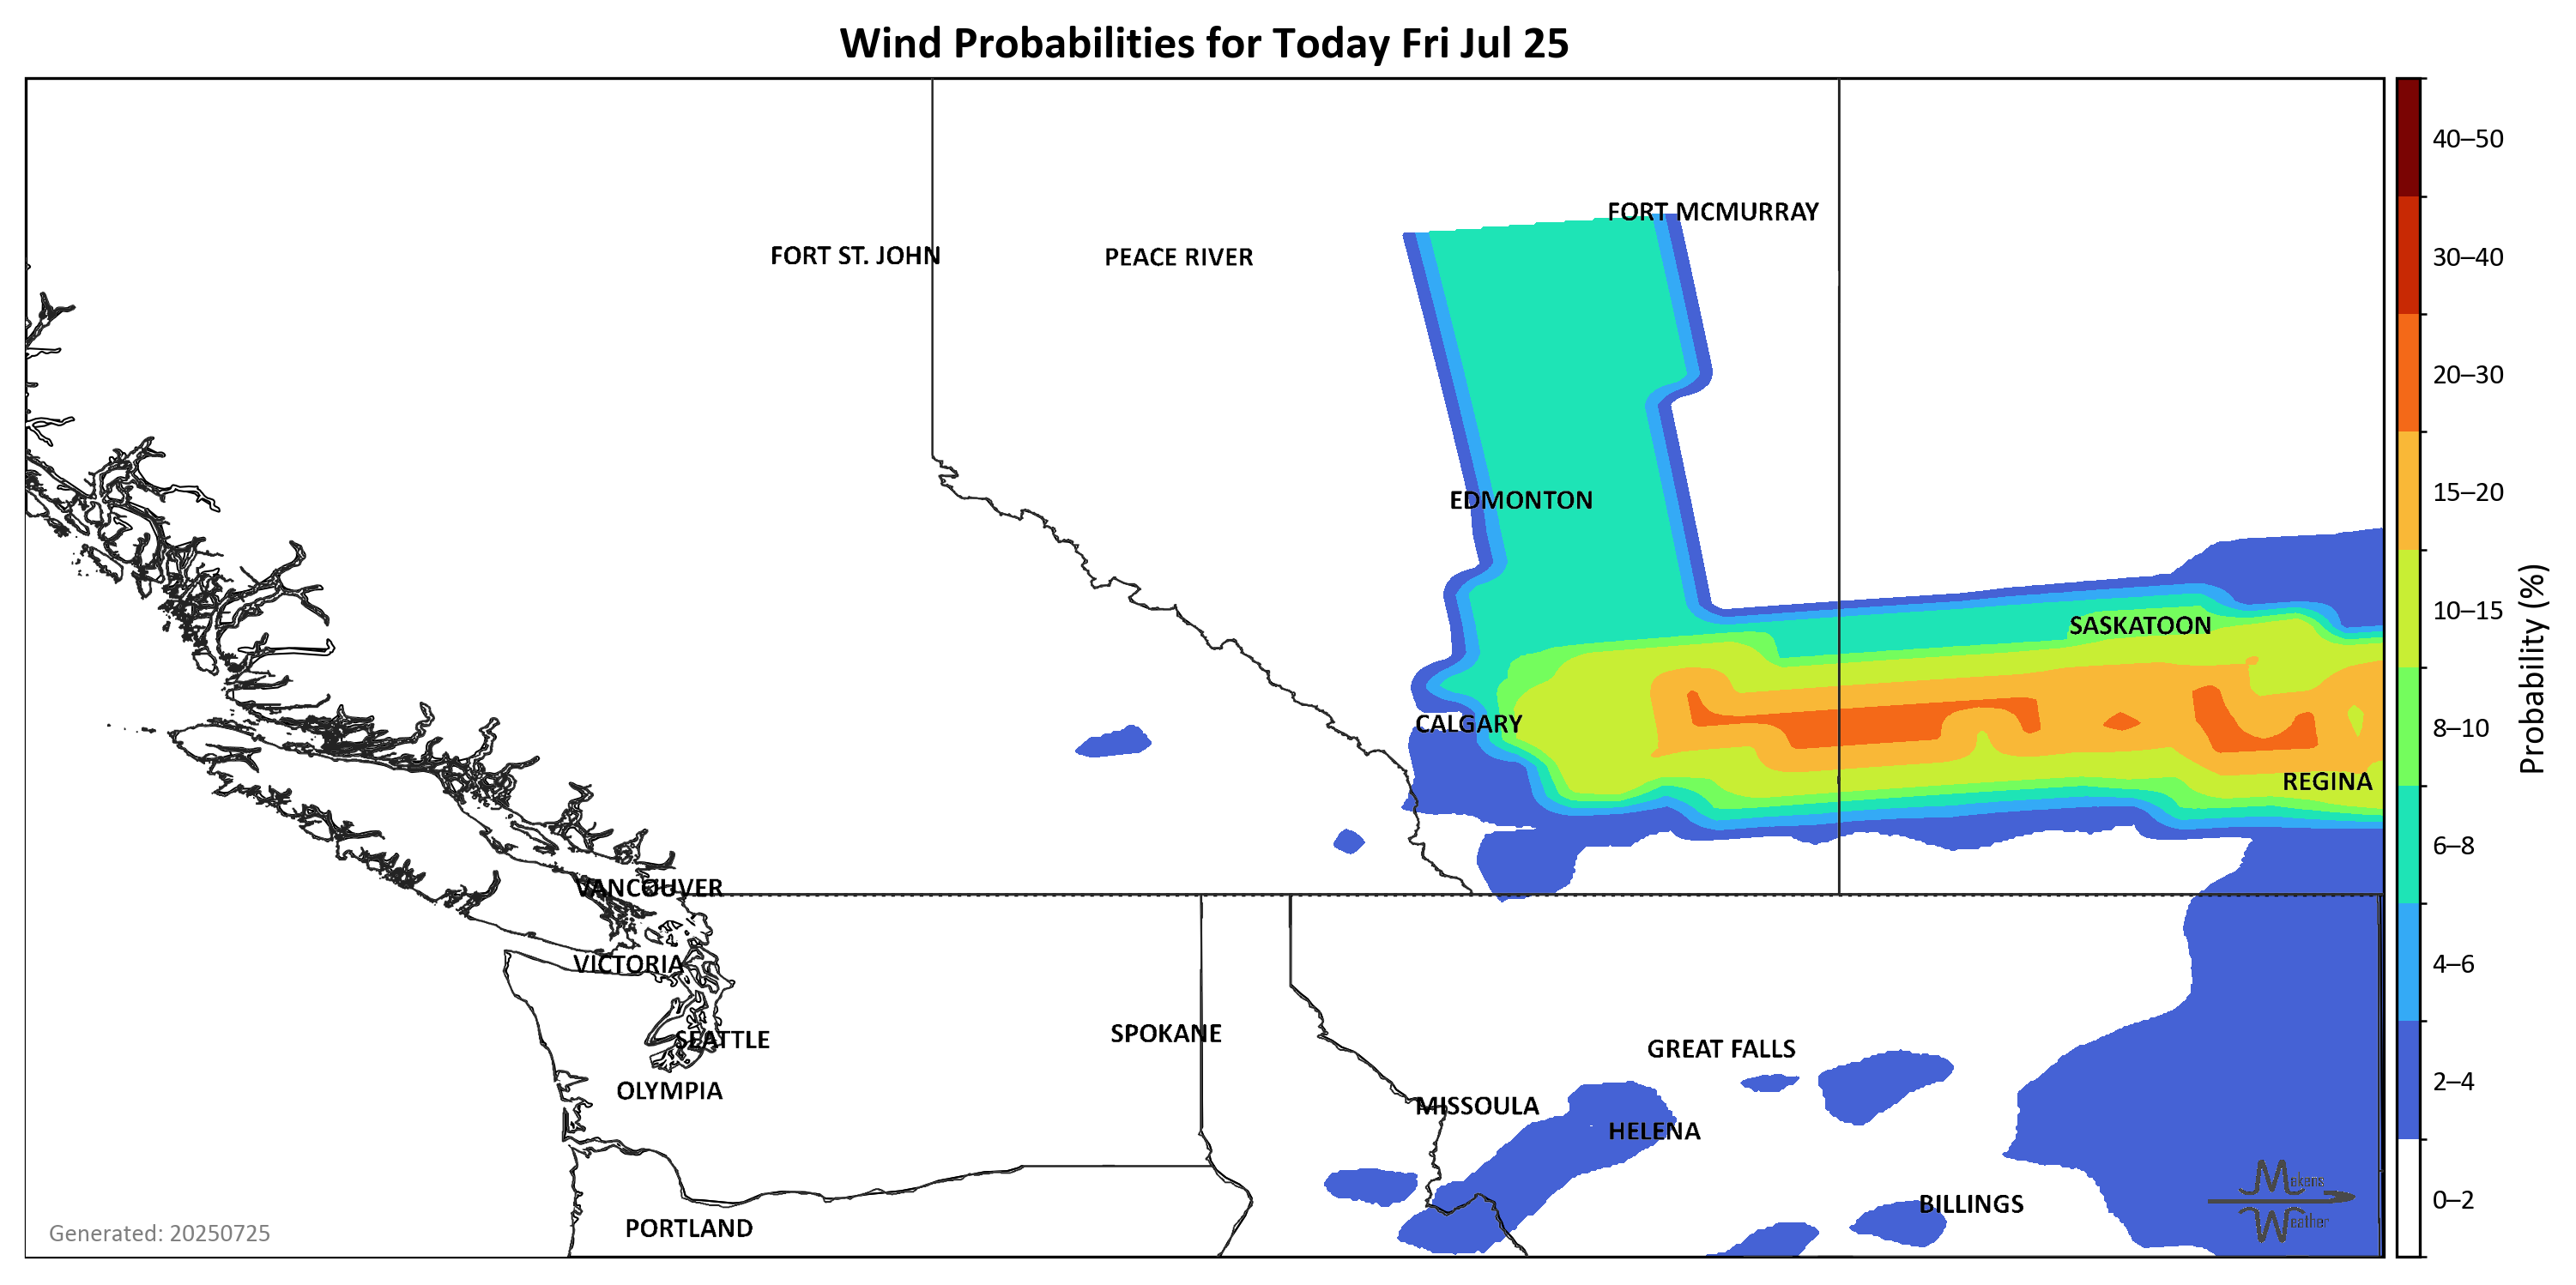 Wind Probabilities for Today Fri Jul 25
40–50
30–40
20–30
15–20
10–15
8–10
6–8
4–6
2–4
0–2
Probability (%)
FORT MCMURRAY
FORT ST. JOHN
PEACE RIVER
EDMONTON
SASKATOON
CALGARY
REGINA
VANCOUVER
VICTORIA
SPOKANE
SEATTLE
GREAT FALLS
OLYMPIA
MISSOULA
HELENA
BILLINGS
PORTLAND
Generated: 20250725
Mokens
Weather